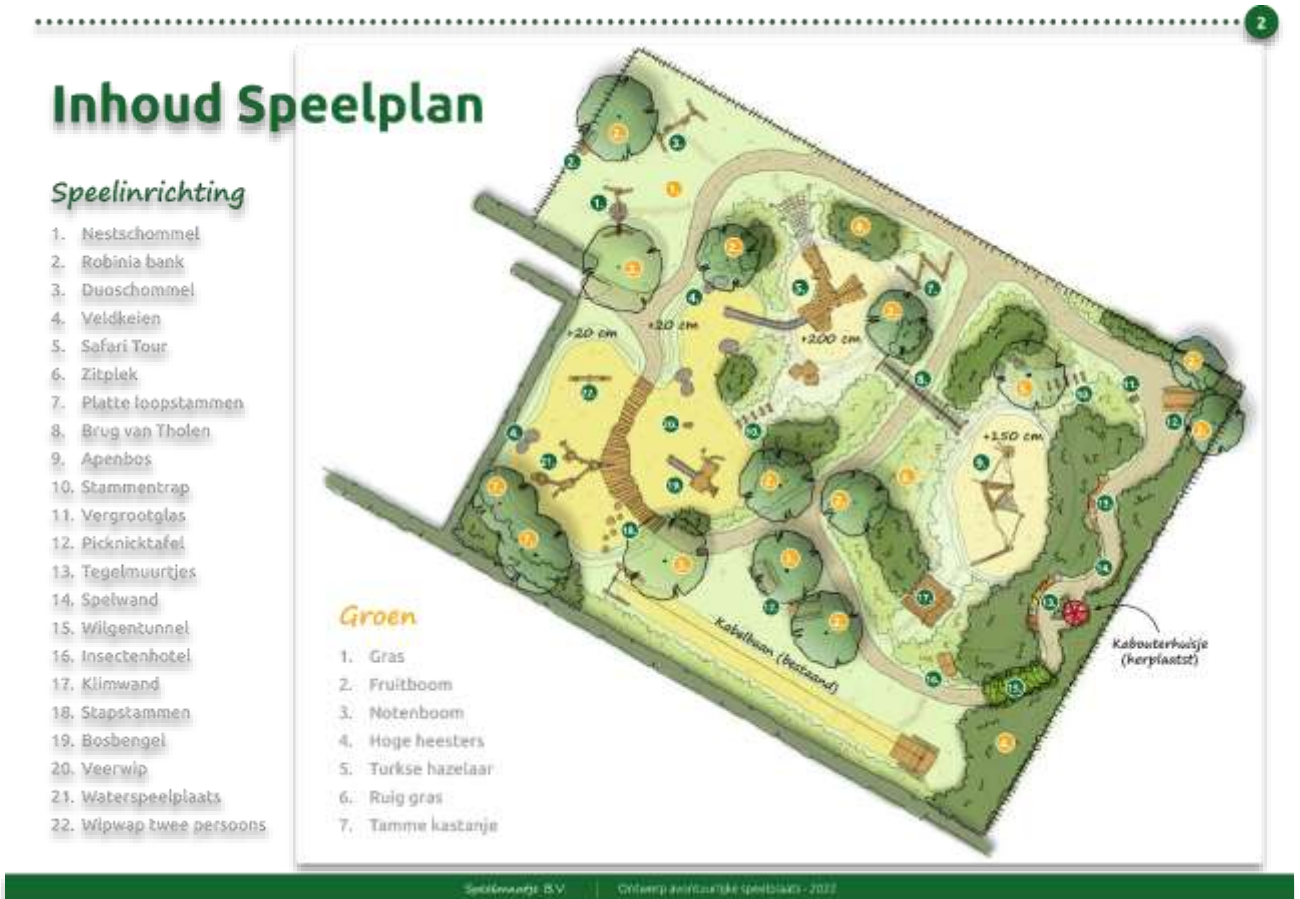 2
Inhoud Speelplan
Speelinrichting
1. Nestschommel
2. Robinia bank
3. Duoschommel
4. Veldkeien
5. Safari Tour
6. Zitplek
7. Platte loopstammen
8. Brug van Tholen
9. Apenbos
10. Stammentrap
11. Vergrootglas
12. Picknicktafel
13. Tegelmuurtjes
14. Spelwand
15. Wilgentunnel
16. Insectenhotel
17. Klimwand
18. Stapstammen
19. Bosbengel
20. Veerwip
21. Waterspeelplaats
22. Wipwap twee persoons
Groen
1. Gras
2. Fruitboom
3. Notenboom
4. Hoge heesters
5. Turkse hazelaar
6. Ruig gras
7. Tamme kastanje
+20 cm
+20 cm
+200 cm
+150 cm
Kabelbaan (bestaand)
Kabouterhuisje
(herplaatst)
B.V. | Ontwerp avontuurlijke speelplaats - 2022